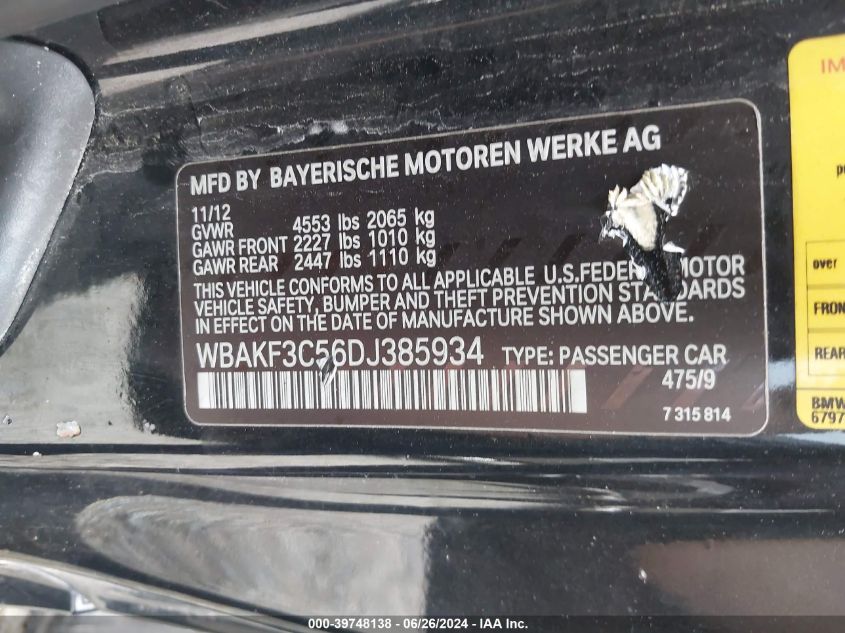 MFD BY BAYERISCHE MOTOREN WERKE AG
11/12
GVWR 4553 lbs 2065 kg
GAWR FRONT 2227 lbs 1010 kg
GAWR REAR 2447 lbs 1110 kg
THIS VEHICLE CONFORMS TO ALL APPLICABLE U.S.FEDER MOTOR
VEHICLE SAFETY, BUMPER AND THEFT PREVENTION STANDARDS
IN EFFECT ON THE DATE OF MANUFACTURE SHOWN ABOVE.
WBAKF3C56DJ385934 TYPE: PASSENGER CAR
475/9
7 315 814
IM
over
FRON
REAR
BMW
6797
000-39748138 - 06/26/2024 - IAAI Inc.